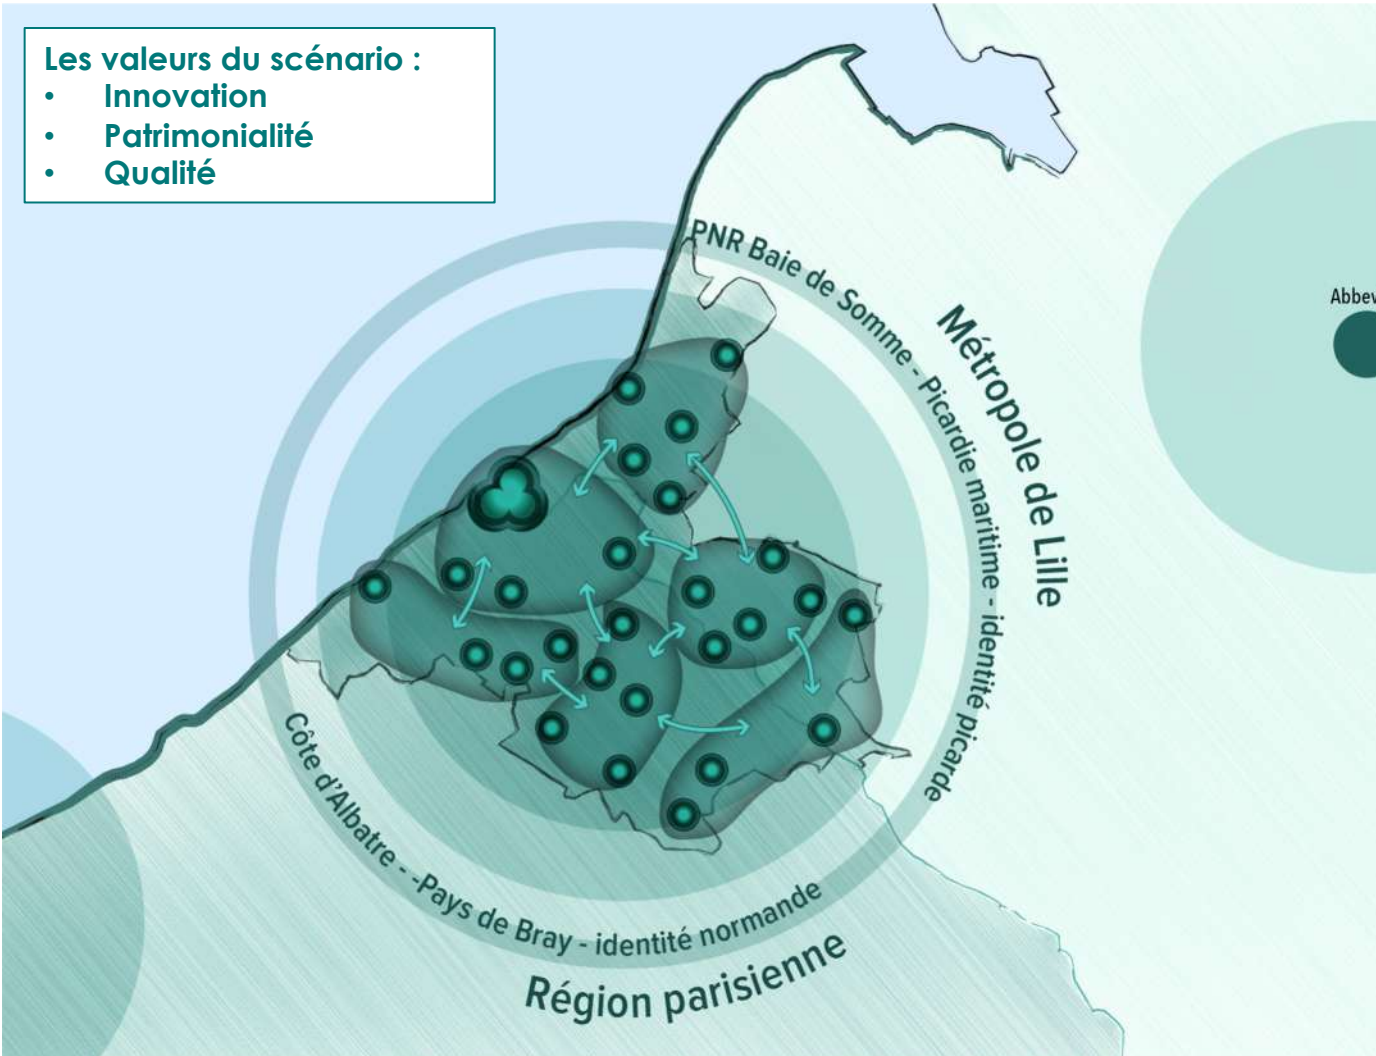 Les valeurs du scénario :
• Innovation
• Patrimonialité
• Qualité
PNR Baie de Somme - Picardie maritime - identité picarde
Métropole de Lille
Abbev
Côte d'Albatre - -Pays de Bray - identité normande
Région parisienne